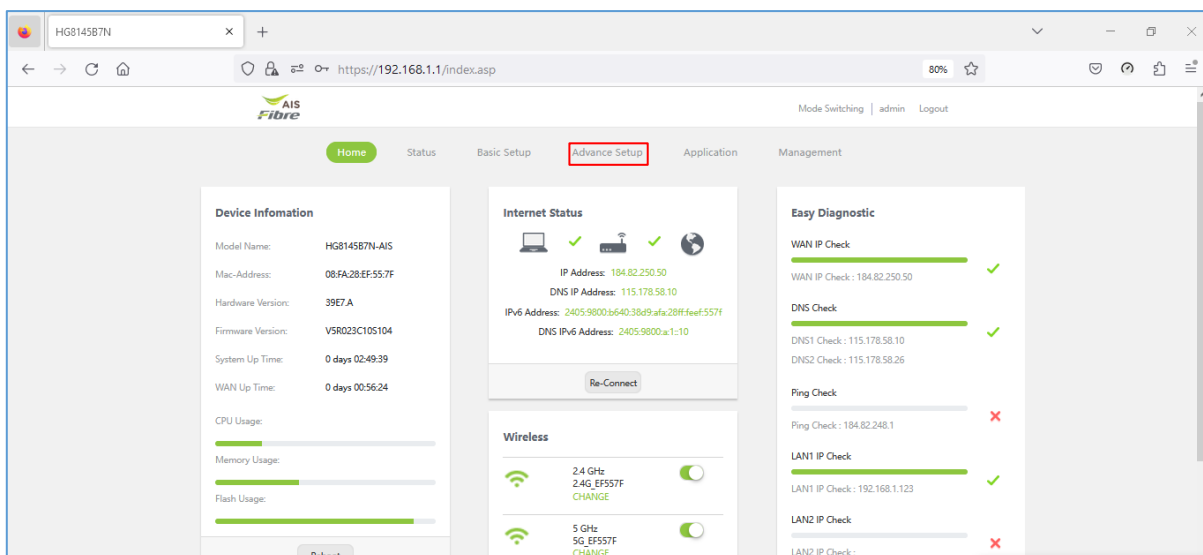 HG8145B7N
https://192.168.1.1/index.asp
80%
AIS
Fibre
Mode Switching | admin Logout
Home Status Basic Setup Advance Setup Application Management
Device Infomation
Model Name: HG8145B7N-AIS
Mac-Address: 08:FA:28:EF:55:7F
Hardware Version: 39E7.A
Firmware Version: V5R023C10S104
System Up Time: 0 days 02:49:39
WAN Up Time: 0 days 00:56:24
CPU Usage:
Memory Usage:
Flash Usage:
Reboot
Internet Status
IP Address: 184.82.250.50
DNS IP Address: 115.178.58.10
IPv6 Address: 2405:9800:b640:38d9:afa:28ff:feef:557f
DNS IPv6 Address: 2405:9800:a:1::10
Re-Connect
Wireless
2.4 GHz
2.4G_EF557F
CHANGE
5 GHz
5G_EF557F
CHANGE
Easy Diagnostic
WAN IP Check
WAN IP Check : 184.82.250.50
DNS Check
DNS1 Check : 115.178.58.10
DNS2 Check : 115.178.58.26
Ping Check
Ping Check : 184.82.248.1
LAN1 IP Check
LAN1 IP Check : 192.168.1.123
LAN2 IP Check
LAN2 IP Check :